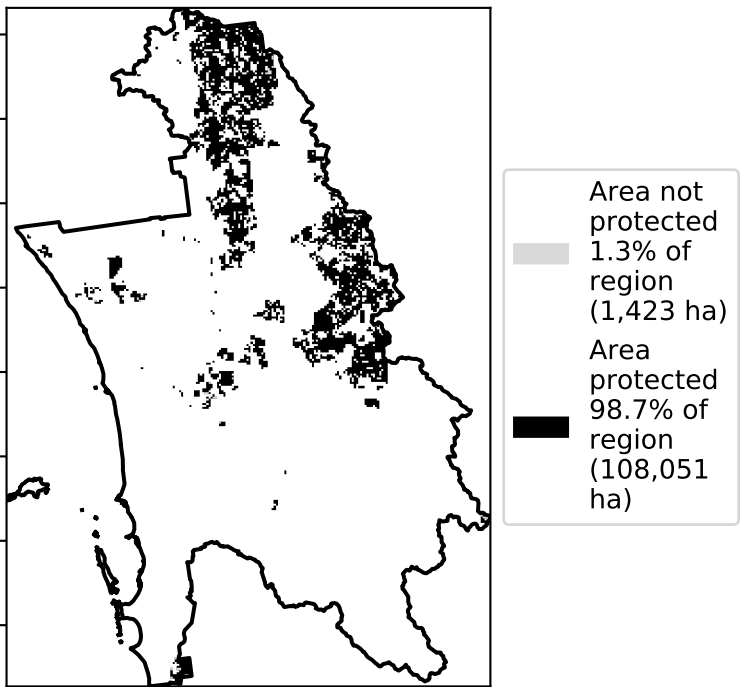 Area not
protected
1.3% of
region
(1,423 ha)
Area
protected
98.7% of
region
(108,051
ha)